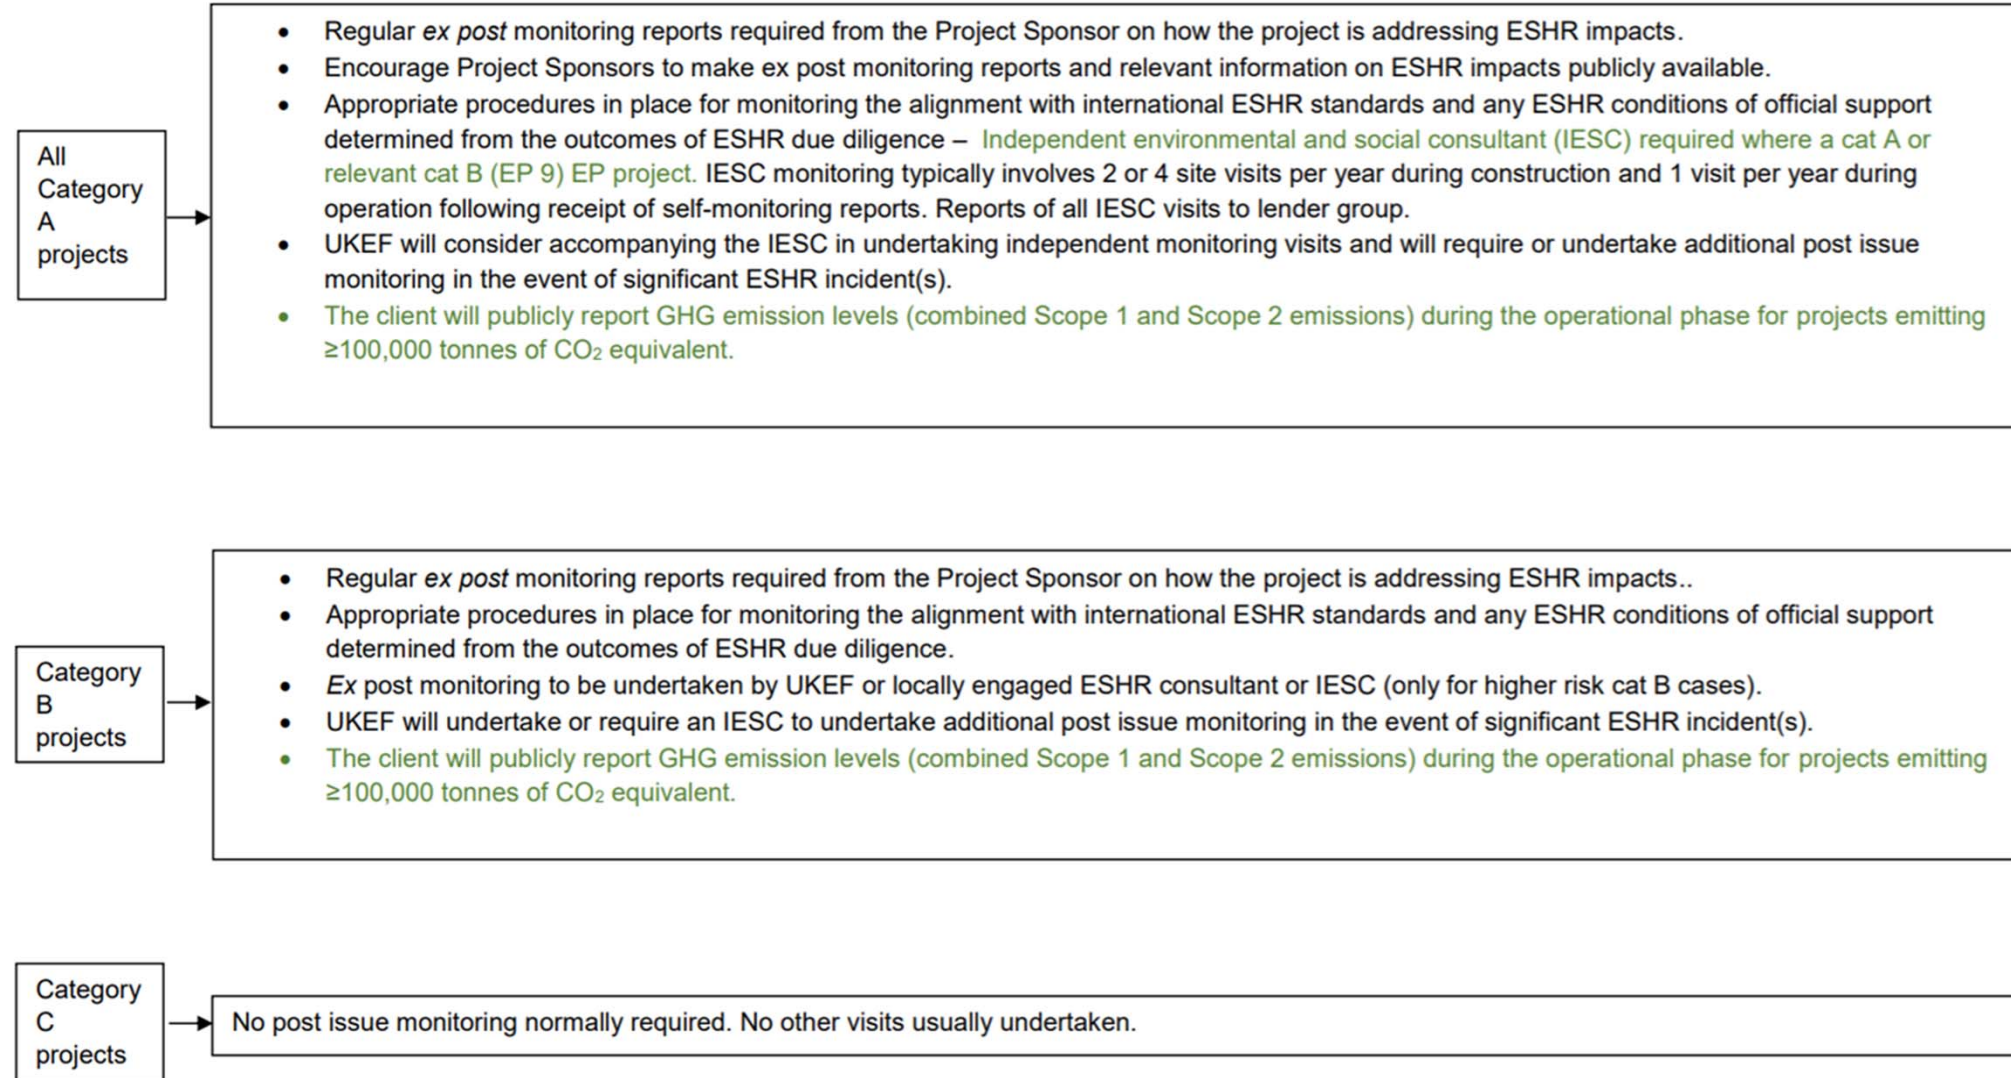 All
Category
A
projects
• Regular ex post monitoring reports required from the Project Sponsor on how the project is addressing ESHR impacts.
• Encourage Project Sponsors to make ex post monitoring reports and relevant information on ESHR impacts publicly available.
• Appropriate procedures in place for monitoring the alignment with international ESHR standards and any ESHR conditions of official support
determined from the outcomes of ESHR due diligence – Independent environmental and social consultant (IESC) required where a cat A or
relevant cat B (EP 9) EP project. IESC monitoring typically involves 2 or 4 site visits per year during construction and 1 visit per year during
operation following receipt of self-monitoring reports. Reports of all IESC visits to lender group.
• UKEF will consider accompanying the IESC in undertaking independent monitoring visits and will require or undertake additional post issue
monitoring in the event of significant ESHR incident(s).
• The client will publicly report GHG emission levels (combined Scope 1 and Scope 2 emissions) during the operational phase for projects emitting
≥100,000 tonnes of CO₂ equivalent.
Category
B
projects
• Regular ex post monitoring reports required from the Project Sponsor on how the project is addressing ESHR impacts..
• Appropriate procedures in place for monitoring the alignment with international ESHR standards and any ESHR conditions of official support
determined from the outcomes of ESHR due diligence.
• Ex post monitoring to be undertaken by UKEF or locally engaged ESHR consultant or IESC (only for higher risk cat B cases).
• UKEF will undertake or require an IESC to undertake additional post issue monitoring in the event of significant ESHR incident(s).
• The client will publicly report GHG emission levels (combined Scope 1 and Scope 2 emissions) during the operational phase for projects emitting
≥100,000 tonnes of CO₂ equivalent.
Category
C
projects
No post issue monitoring normally required. No other visits usually undertaken.